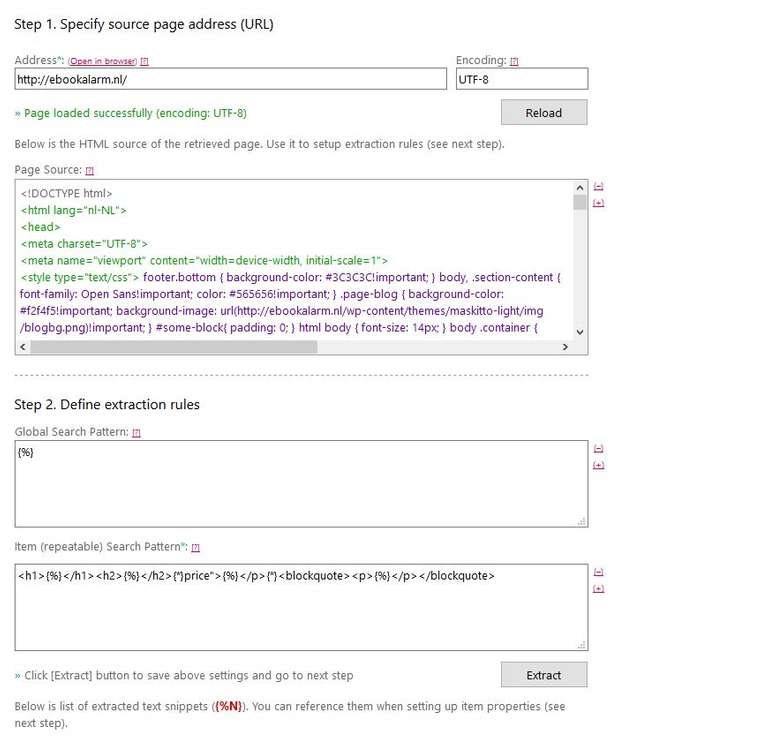 Step 1. Specify source page address (URL)
Address*: (Open in browser) [?]
Encoding: [?]
http://ebookalarm.nl/
UTF-8
» Page loaded successfully (encoding: UTF-8)
Reload
Below is the HTML source of the retrieved page. Use it to setup extraction rules (see next step).
Page Source: [?]
[–]
[+]
<!DOCTYPE html>
<html lang="nl-NL">
<head>
<meta charset="UTF-8">
<meta name="viewport" content="width=device-width, initial-scale=1">
<style type="text/css"> footer.bottom { background-color: #3C3C3C!important; } body, .section-content {
font-family: Open Sans!important; color: #565656!important; } .page-blog { background-color:
#f2f4f5!important; background-image: url(http://ebookalarm.nl/wp-content/themes/maskitto-light/img
/blogbg.png)!important; } #some-block{ padding: 0; } html body { font-size: 14px; } body .container {
Step 2. Define extraction rules
Global Search Pattern: [?]
{%}
[–]
[+]
Item (repeatable) Search Pattern*: [?]
<h1>{%}</h1><h2>{%}</h2>{*}price">{%}</p>{*}<blockquote><p>{%}</p></blockquote>
[–]
[+]
» Click [Extract] button to save above settings and go to next step
Extract
Below is list of extracted text snippets ({%N}). You can reference them when setting up item properties (see
next step).